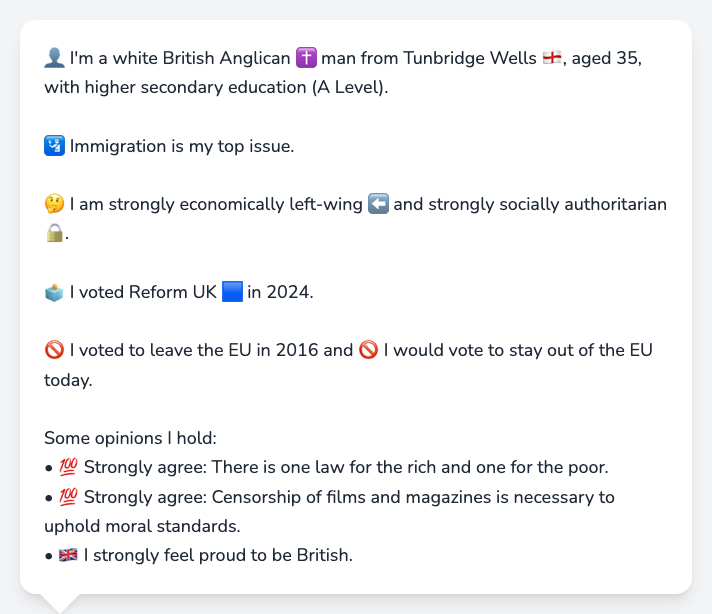 👤 I'm a white British Anglican ✝️ man from Tunbridge Wells 🏴󠁧󠁢󠁥󠁮󠁧󠁿, aged 35,
with higher secondary education (A Level).
🛂 Immigration is my top issue.
🤔 I am strongly economically left-wing ⬅️ and strongly socially authoritarian
🔒.
🗳️ I voted Reform UK 🟦 in 2024.
🚫 I voted to leave the EU in 2016 and 🚫 I would vote to stay out of the EU
today.
Some opinions I hold:
• 💯 Strongly agree: There is one law for the rich and one for the poor.
• 💯 Strongly agree: Censorship of films and magazines is necessary to
uphold moral standards.
• 🇬🇧 I strongly feel proud to be British.